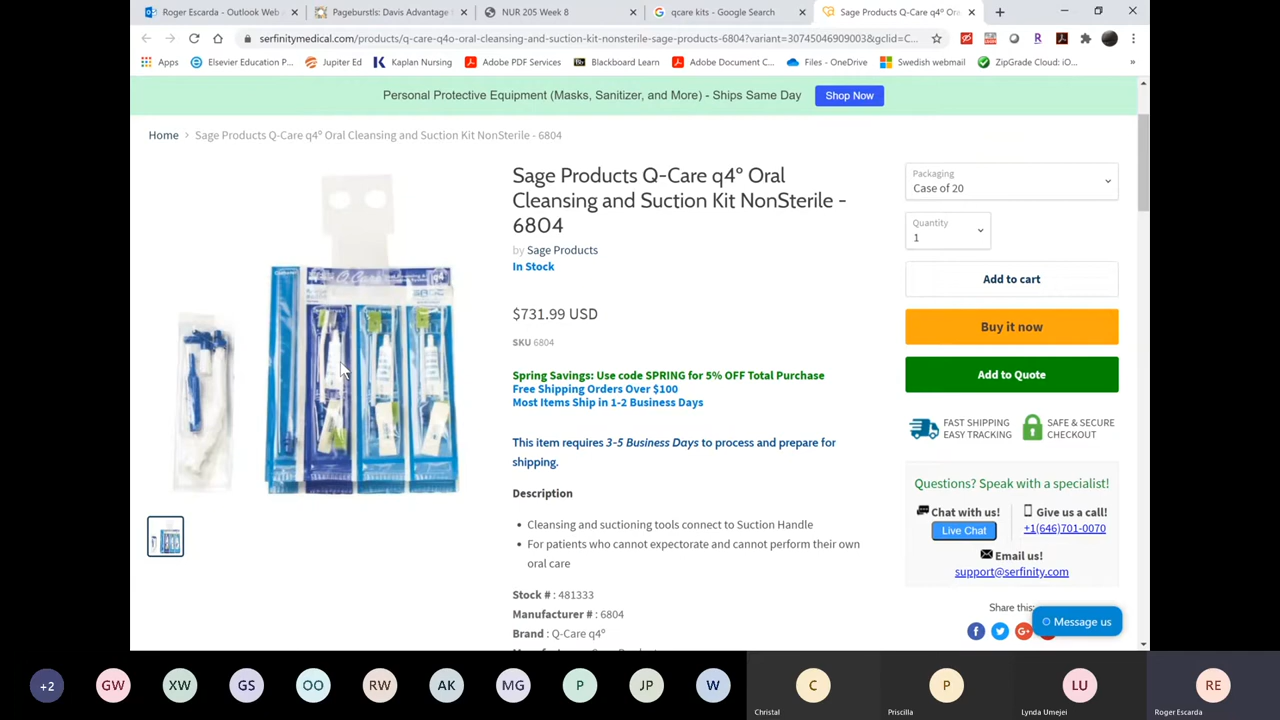 Roger Escarda - Outlook Web
Pageburstls: Davis Advantage
NUR 205 Week 8
qcare kits - Google Search
Sage Products Q-Care q4º Or
serfinitymedical.com/products/q-care-q4o-oral-cleansing-and-suction-kit-nonsterile-sage-products-6804?variant=30745046909003&gclid=C...
Apps
Elsevier Education P...
Jupiter Ed
Kaplan Nursing
Adobe PDF Services
Blackboard Learn
Adobe Document C...
Files - OneDrive
Swedish webmail
ZipGrade Cloud: iO...
»
Personal Protective Equipment (Masks, Sanitizer, and More) - Ships Same Day
Shop Now
Home › Sage Products Q-Care q4º Oral Cleansing and Suction Kit NonSterile - 6804
Q·Care
q4
Sage Products Q-Care q4º Oral
Cleansing and Suction Kit NonSterile -
6804
by Sage Products
In Stock
$731.99 USD
SKU 6804
Spring Savings: Use code SPRING for 5% OFF Total Purchase
Free Shipping Orders Over $100
Most Items Ship in 1-2 Business Days
This item requires 3-5 Business Days to process and prepare for
shipping.
Description
• Cleansing and suctioning tools connect to Suction Handle
• For patients who cannot expectorate and cannot perform their own
oral care
Stock # : 481333
Manufacturer # : 6804
Brand : Q-Care q4º
Packaging
Case of 20
Quantity
1
Add to cart
Buy it now
Add to Quote
FAST SHIPPING
EASY TRACKING
SAFE & SECURE
CHECKOUT
Questions? Speak with a specialist!
Chat with us!
Live Chat
Give us a call!
+1(646)701-0070
Email us!
support@serfinity.com
Share this:
Message us
+2
GW
XW
GS
OO
RW
AK
MG
P
JP
W
C
Christal
P
Priscilla
LU
Lynda Umejei
RE
Roger Escarda